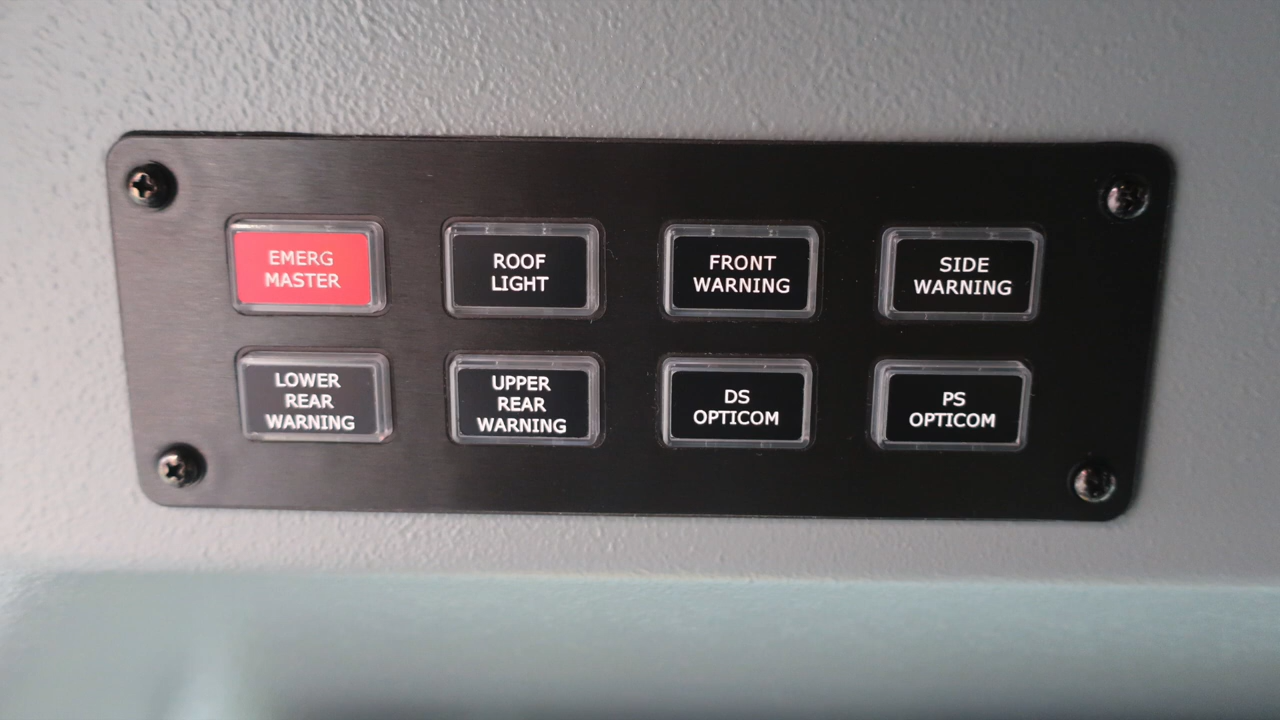 EMERG
MASTER
ROOF
LIGHT
FRONT
WARNING
SIDE
WARNING
LOWER
REAR
WARNING
UPPER
REAR
WARNING
DS
OPTICOM
PS
OPTICOM